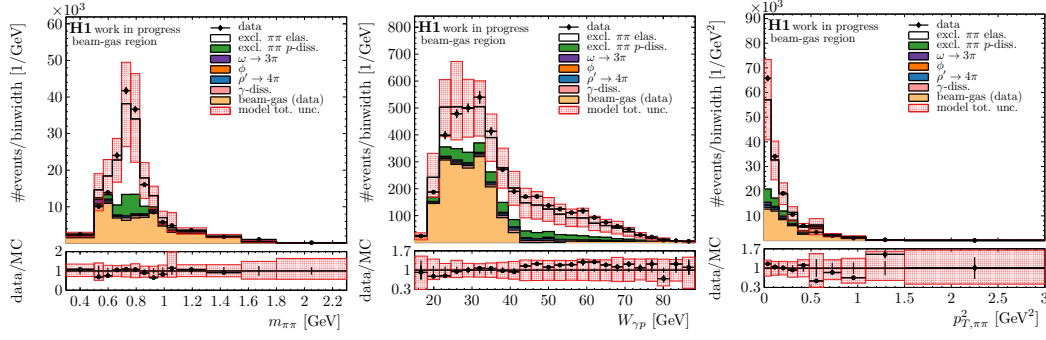 ×10³
H1 work in progress
beam-gas region
data
excl. ππ elas.
excl. ππ p-diss.
ω → 3π
ϕ
ρ′ → 4π
γ-diss.
beam-gas (data)
model tot. unc.
#events/binwidth [1/GeV]
60
50
40
30
20
10
0
data/MC
2
1
0
0.4 0.8 1.2 1.6 2.0
m_ππ [GeV]
H1 work in progress
beam-gas region
data
excl. ππ elas.
excl. ππ p-diss.
ω → 3π
ϕ
ρ′ → 4π
γ-diss.
beam-gas (data)
model tot. unc.
#events/binwidth [1/GeV]
800
700
600
500
400
300
200
100
data/MC
1.7
1.0
0.3
20 30 40 50 60 70 80
W_γp [GeV]
×10³
H1 work in progress
beam-gas region
data
excl. ππ elas.
excl. ππ p-diss.
ω → 3π
ϕ
ρ′ → 4π
γ-diss.
beam-gas (data)
model tot. unc.
#events/binwidth [1/GeV²]
90
80
70
60
50
40
30
20
10
0
data/MC
1.7
1.0
0.3
0 0.5 1 1.5 2 2.5 3
p²_T,ππ [GeV²]